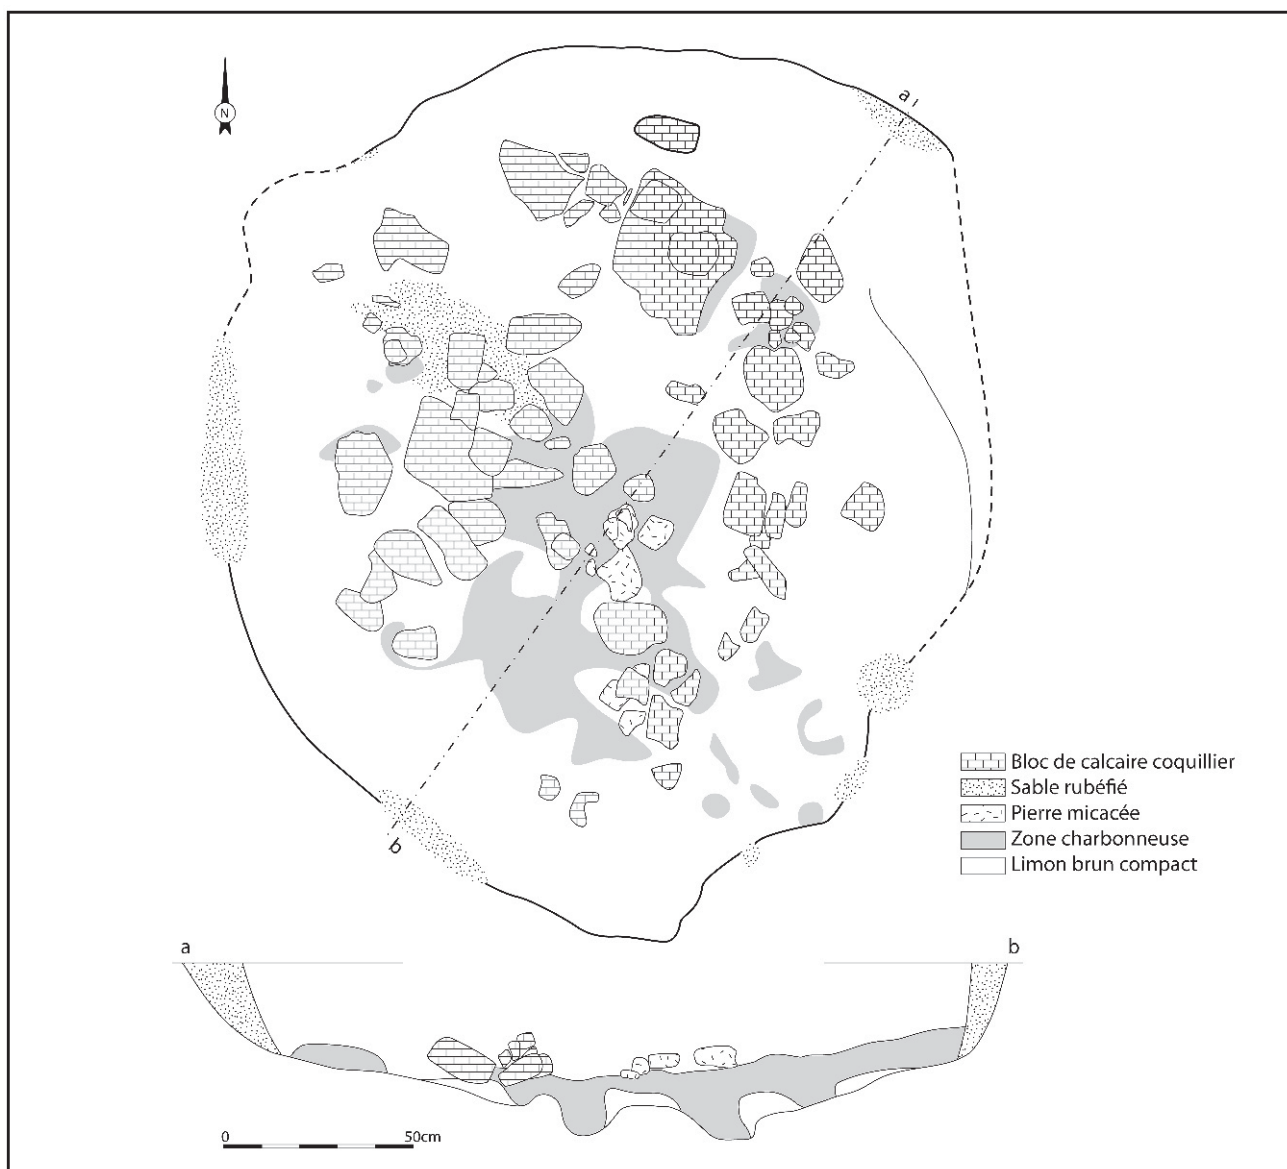 N
a
b
Bloc de calcaire coquillier
Sable rubéfié
Pierre micacée
Zone charbonneuse
Limon brun compact
a b
0 50cm